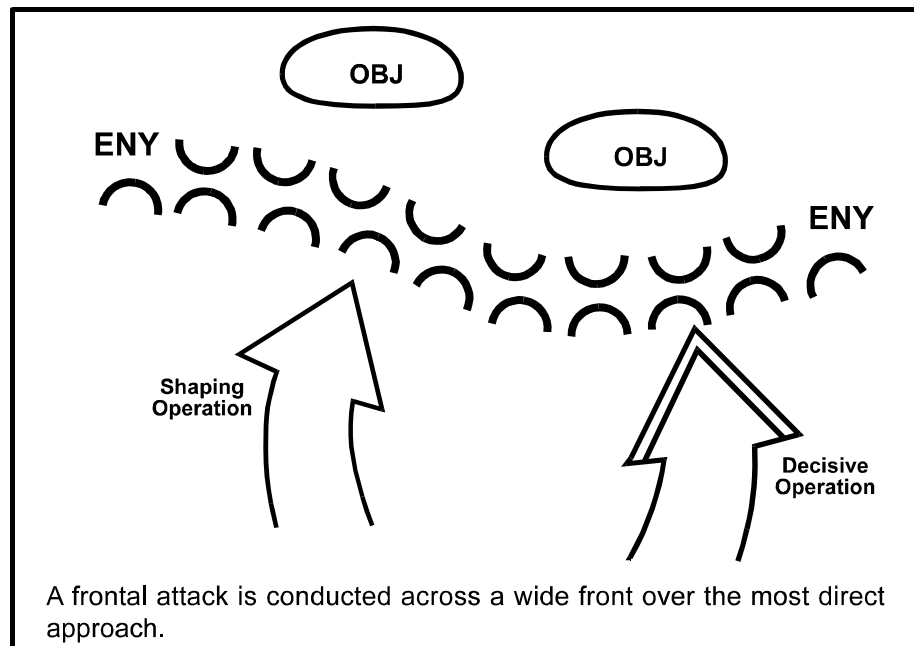 OBJ
OBJ
ENY
ENY
Shaping
Operation
Decisive
Operation
A frontal attack is conducted across a wide front over the most direct
approach.